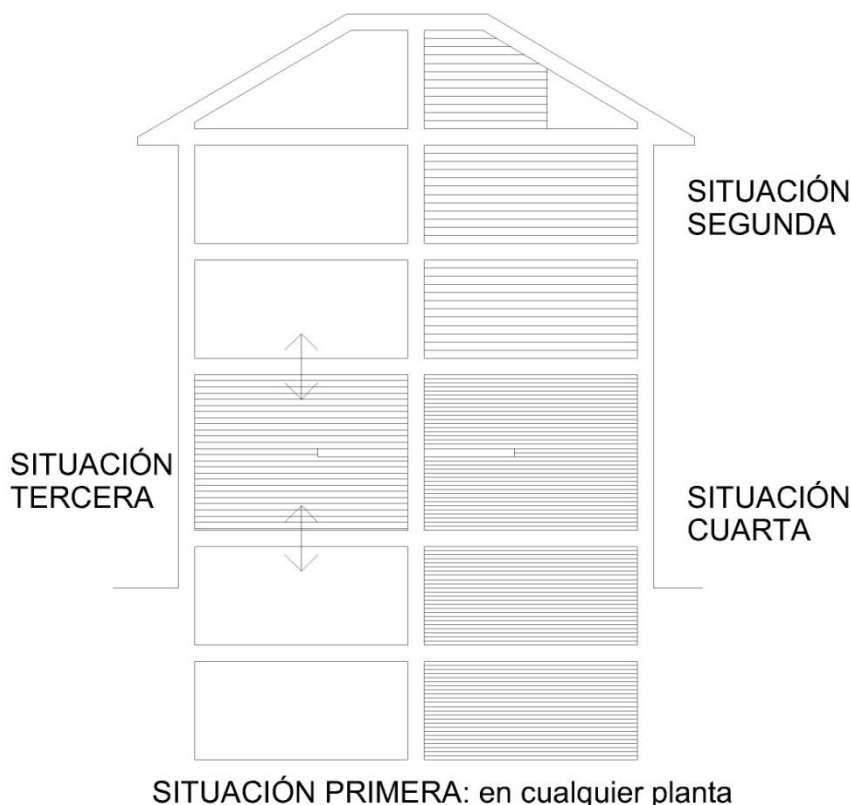 SITUACIÓN
SEGUNDA
SITUACIÓN
TERCERA
SITUACIÓN
CUARTA
SITUACIÓN PRIMERA: en cualquier planta